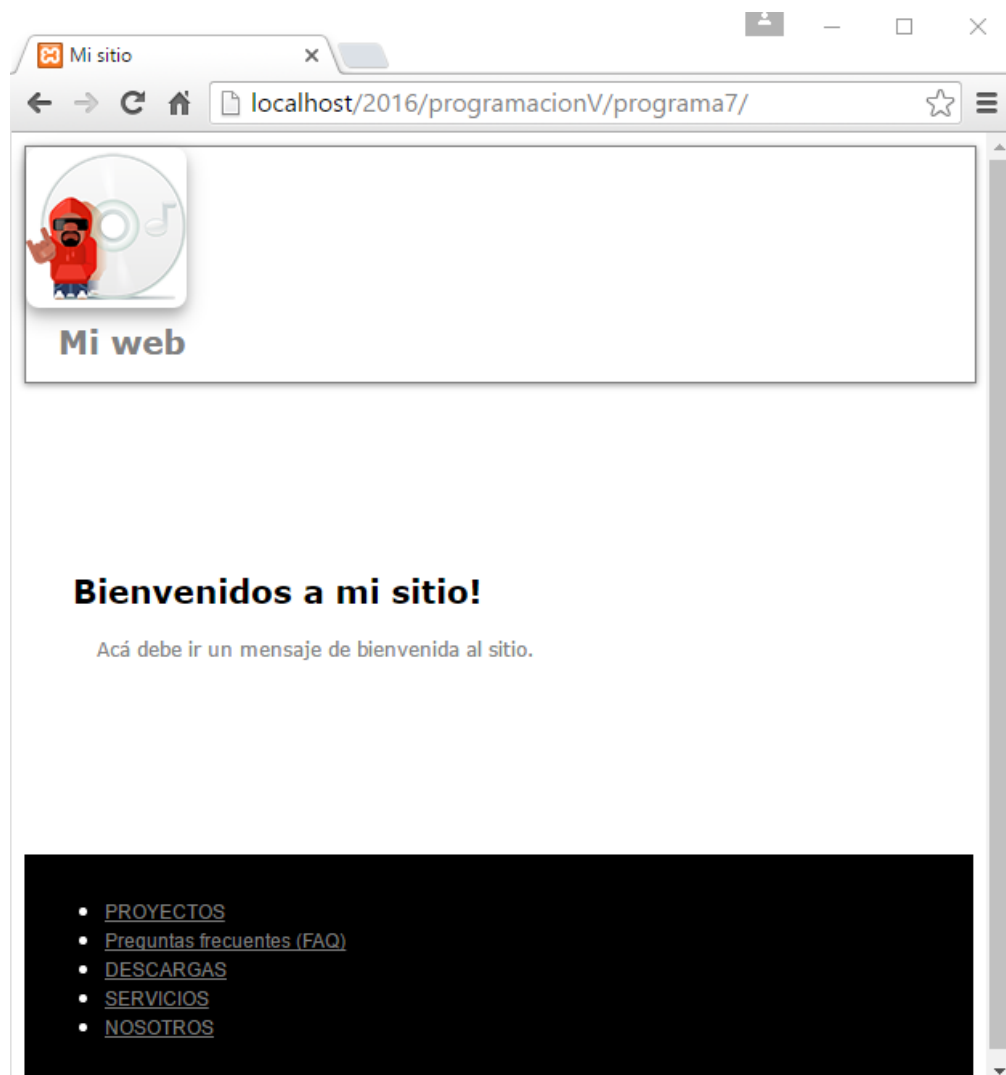 Mi sitio
localhost/2016/programacionV/programa7/
Mi web
Bienvenidos a mi sitio!
Acá debe ir un mensaje de bienvenida al sitio.
PROYECTOS
Preguntas frecuentes (FAQ)
DESCARGAS
SERVICIOS
NOSOTROS